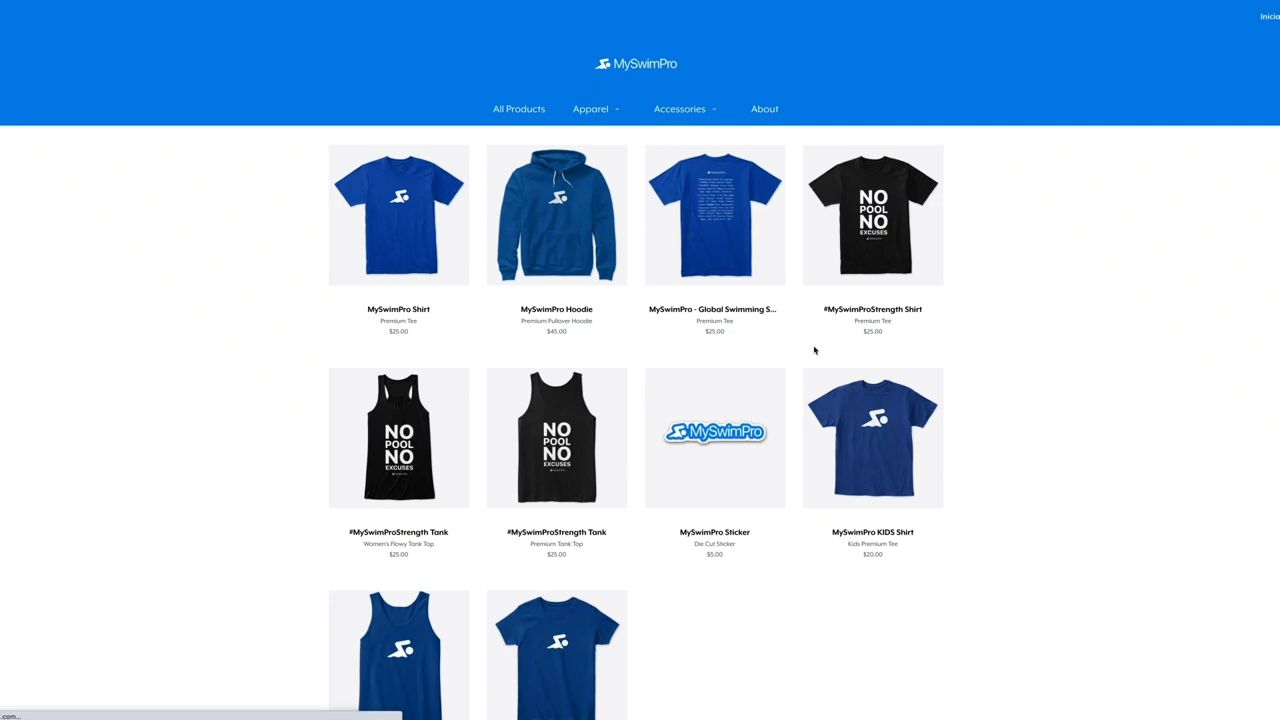 Inicio
MySwimPro
All Products Apparel Accessories About
NO
POOL
NO
EXCUSES
MySwimPro Shirt MySwimPro Hoodie MySwimPro - Global Swimming S... #MySwimProStrength Shirt
Premium Tee Premium Pullover Hoodie Premium Tee Premium Tee
$25.00 $45.00 $25.00 $25.00
NO
POOL
NO
EXCUSES
NO
POOL
NO
EXCUSES
MySwimPro
#MySwimProStrength Tank #MySwimProStrength Tank MySwimPro Sticker MySwimPro KIDS Shirt
Women's Flowy Tank Top Premium Tank Top Die Cut Sticker Kids Premium Tee
$25.00 $25.00 $5.00 $20.00
.com...